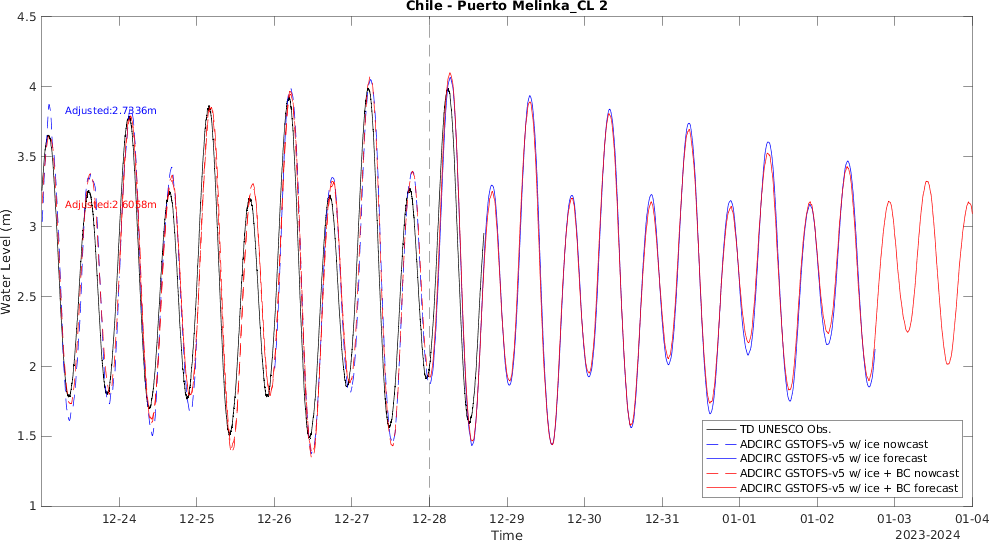 Chile - Puerto Melinka_CL 2
4.5
4
3.5
3
2.5
2
1.5
1
Water Level (m)
Adjusted:2.7336m
Adjusted:2.6058m
TD UNESCO Obs.
ADCIRC GSTOFS-v5 w/ ice nowcast
ADCIRC GSTOFS-v5 w/ ice forecast
ADCIRC GSTOFS-v5 w/ ice + BC nowcast
ADCIRC GSTOFS-v5 w/ ice + BC forecast
12-24 12-25 12-26 12-27 12-28 12-29 12-30 12-31 01-01 01-02 01-03 01-04
Time
2023-2024